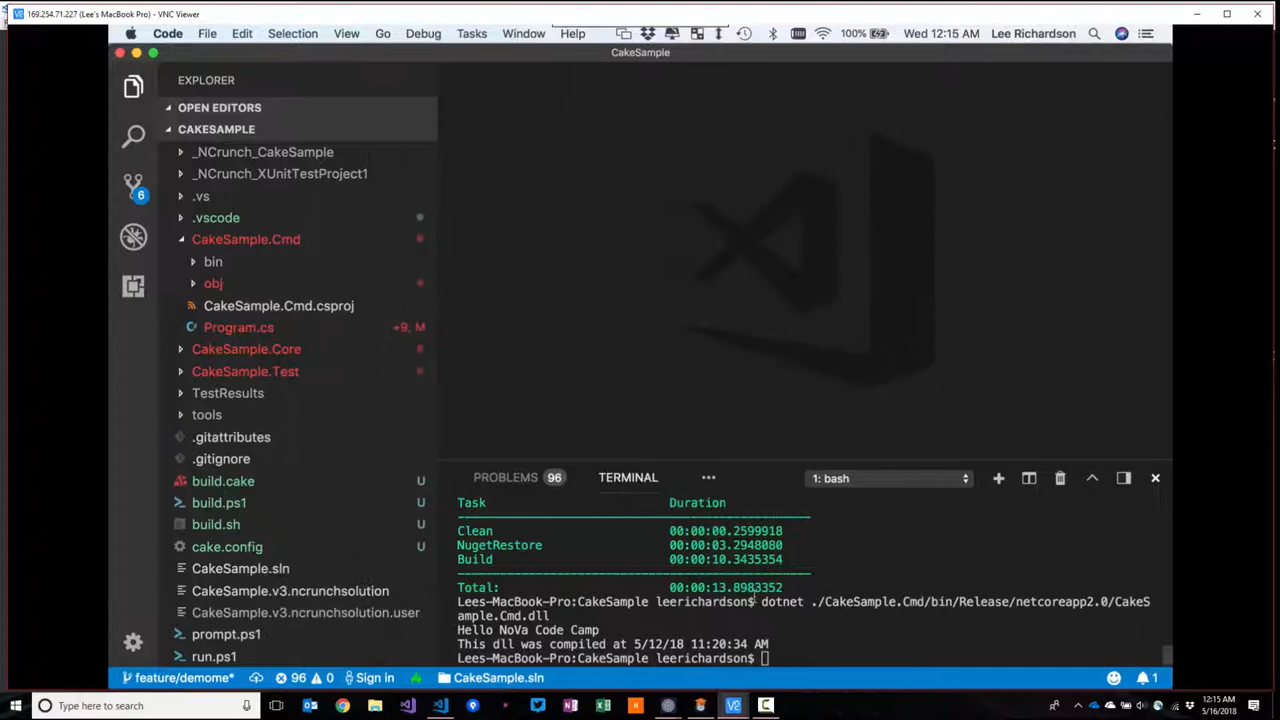 169.254.71.227 (Lee's MacBook Pro) - VNC Viewer
Code File Edit Selection View Go Debug Tasks Window Help 100% Wed 12:15 AM Lee Richardson
CakeSample
EXPLORER
OPEN EDITORS
CAKESAMPLE
_NCrunch_CakeSample
_NCrunch_XUnitTestProject1
.vs
.vscode
6
CakeSample.Cmd
bin
obj
CakeSample.Cmd.csproj
Program.cs +9, M
CakeSample.Core
CakeSample.Test
TestResults
tools
.gitattributes
.gitignore
build.cake U
build.ps1 U
build.sh U
cake.config U
CakeSample.sln
CakeSample.v3.ncrunchsolution
CakeSample.v3.ncrunchsolution.user
prompt.ps1
run.ps1
PROBLEMS 96 TERMINAL ••• 1: bash
Task Duration
Clean 00:00:00.2599918
NugetRestore 00:00:03.2948080
Build 00:00:10.3435354
Total: 00:00:13.8983352
Lees-MacBook-Pro:CakeSample leerichardson$ dotnet ./CakeSample.Cmd/bin/Release/netcoreapp2.0/CakeS
ample.Cmd.dll
Hello NoVa Code Camp
This dll was compiled at 5/12/18 11:20:34 AM
Lees-MacBook-Pro:CakeSample leerichardson$
feature/demome* 96 0 Sign in CakeSample.sln 1
Type here to search 12:15 AM
5/16/2018